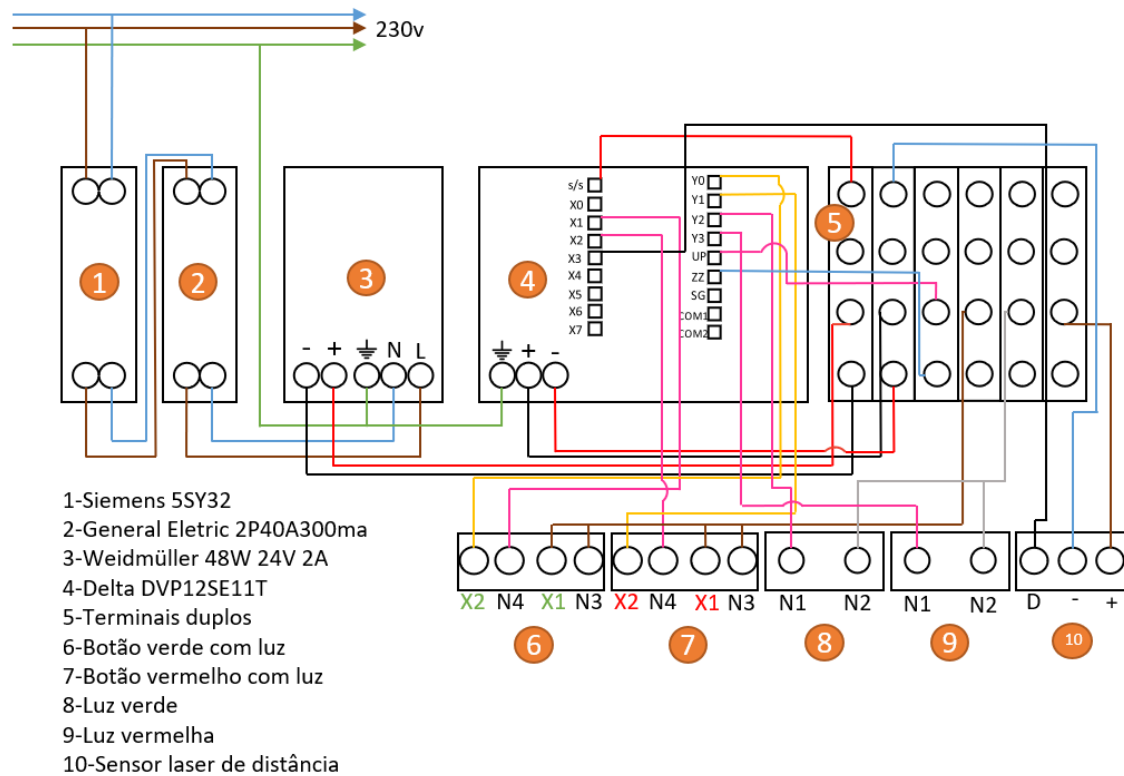 230v
1
2
3
4
5
s/s
X0
X1
X2
X3
X4
X5
X6
X7
Y0
Y1
Y2
Y3
UP
ZZ
SG
COM1
COM2
- + N L
+ -
X2 N4 X1 N3
X2 N4 X1 N3
N1 N2
N1 N2
D - +
6
7
8
9
10
1-Siemens 5SY32
2-General Eletric 2P40A300ma
3-Weidmüller 48W 24V 2A
4-Delta DVP12SE11T
5-Terminais duplos
6-Botão verde com luz
7-Botão vermelho com luz
8-Luz verde
9-Luz vermelha
10-Sensor laser de distância